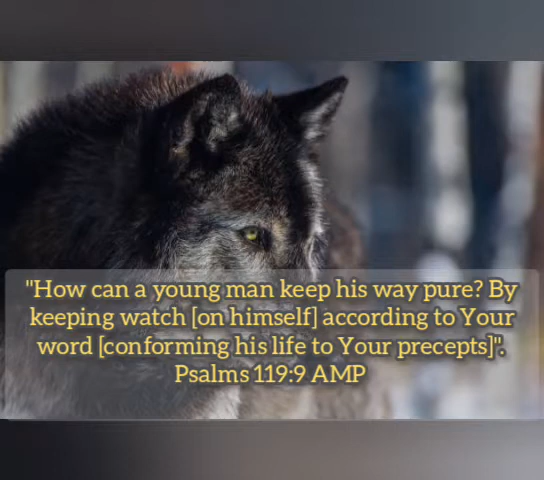 "How can a young man keep his way pure? By
keeping watch [on himself] according to Your
word [conforming his life to Your precepts]".
Psalms 119:9 AMP